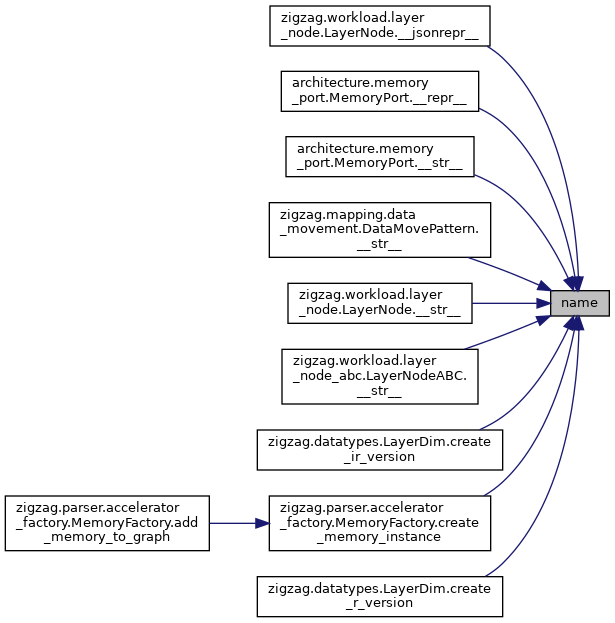 zigzag.workload.layer
_node.LayerNode.__jsonrepr__
architecture.memory
_port.MemoryPort.__repr__
architecture.memory
_port.MemoryPort.__str__
zigzag.mapping.data
_movement.DataMovePattern.
__str__
zigzag.workload.layer
_node.LayerNode.__str__
name
zigzag.workload.layer
_node_abc.LayerNodeABC.
__str__
zigzag.datatypes.LayerDim.create
_ir_version
zigzag.parser.accelerator
_factory.MemoryFactory.add
_memory_to_graph
zigzag.parser.accelerator
_factory.MemoryFactory.create
_memory_instance
zigzag.datatypes.LayerDim.create
_r_version